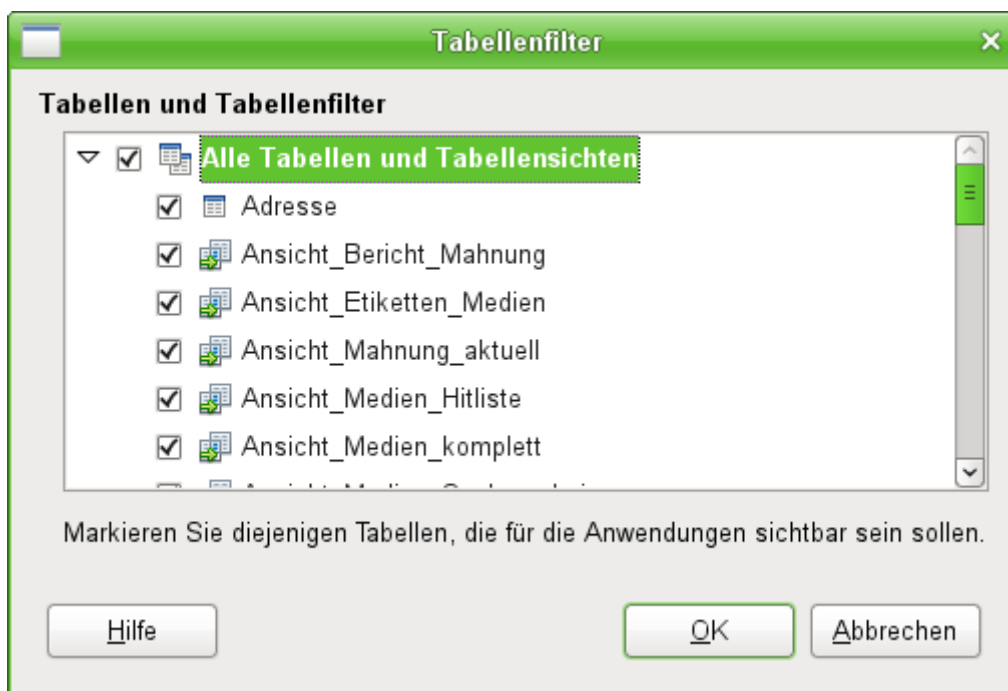 Tabellenfilter
Tabellen und Tabellenfilter
Alle Tabellen und Tabellensichten
Adresse
Ansicht_Bericht_Mahnung
Ansicht_Etiketten_Medien
Ansicht_Mahnung_aktuell
Ansicht_Medien_Hitliste
Ansicht_Medien_komplett
Markieren Sie diejenigen Tabellen, die für die Anwendungen sichtbar sein sollen.
Hilfe
OK
Abbrechen